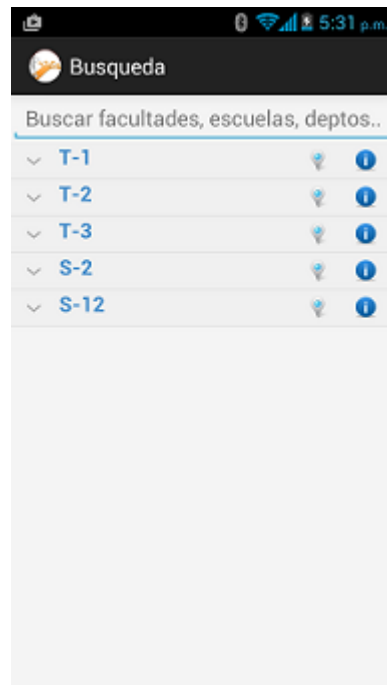 5:31 p.m.
Busqueda
Buscar facultades, escuelas, deptos..
T-1
T-2
T-3
S-2
S-12